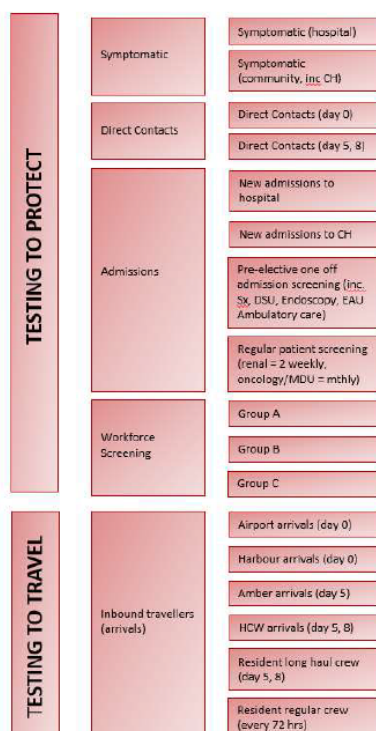 TESTING TO PROTECT
Symptomatic
Symptomatic (hospital)
Symptomatic
(community, inc CH)
Direct Contacts
Direct Contacts (day 0)
Direct Contacts (day 5, 8)
Admissions
New admissions to
hospital
New admissions to CH
Pre-elective one off
admission screening (inc.
Sx, DSU, Endoscopy, EAU
Ambulatory care)
Regular patient screening
(renal = 2 weekly,
oncology/MDU = mthly)
Workforce
Screening
Group A
Group B
Group C
TESTING TO TRAVEL
Inbound travellers
(arrivals)
Airport arrivals (day 0)
Harbour arrivals (day 0)
Amber arrivals (day 5)
HCW arrivals (day 5, 8)
Resident long haul crew
(day 5, 8)
Resident regular crew
(every 72 hrs)